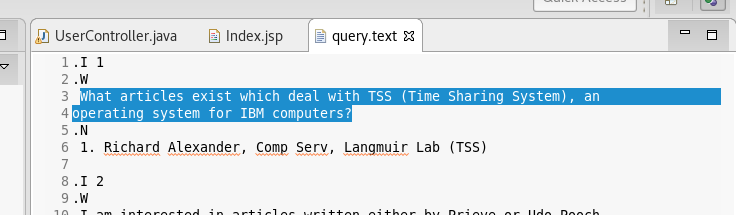 Quick Access
UserController.java Index.jsp query.text
1 .I 1
2 .W
3 What articles exist which deal with TSS (Time Sharing System), an
4 operating system for IBM computers?
5 .N
6 1. Richard Alexander, Comp Serv, Langmuir Lab (TSS)
7
8 .I 2
9 .W
10 I am interested in articles written either by Prieve or Udo Pooch